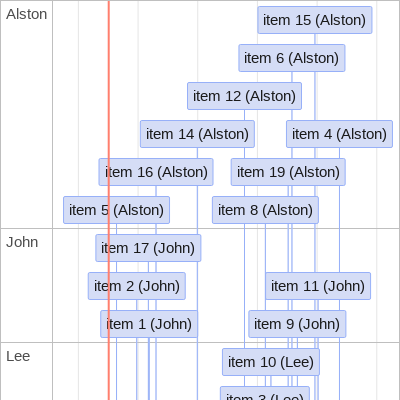 Alston
item 15 (Alston)
item 6 (Alston)
item 12 (Alston)
item 14 (Alston)
item 4 (Alston)
item 16 (Alston)
item 19 (Alston)
item 5 (Alston)
item 8 (Alston)
John
item 17 (John)
item 2 (John)
item 11 (John)
item 1 (John)
item 9 (John)
Lee
item 10 (Lee)
item 3 (Lee)